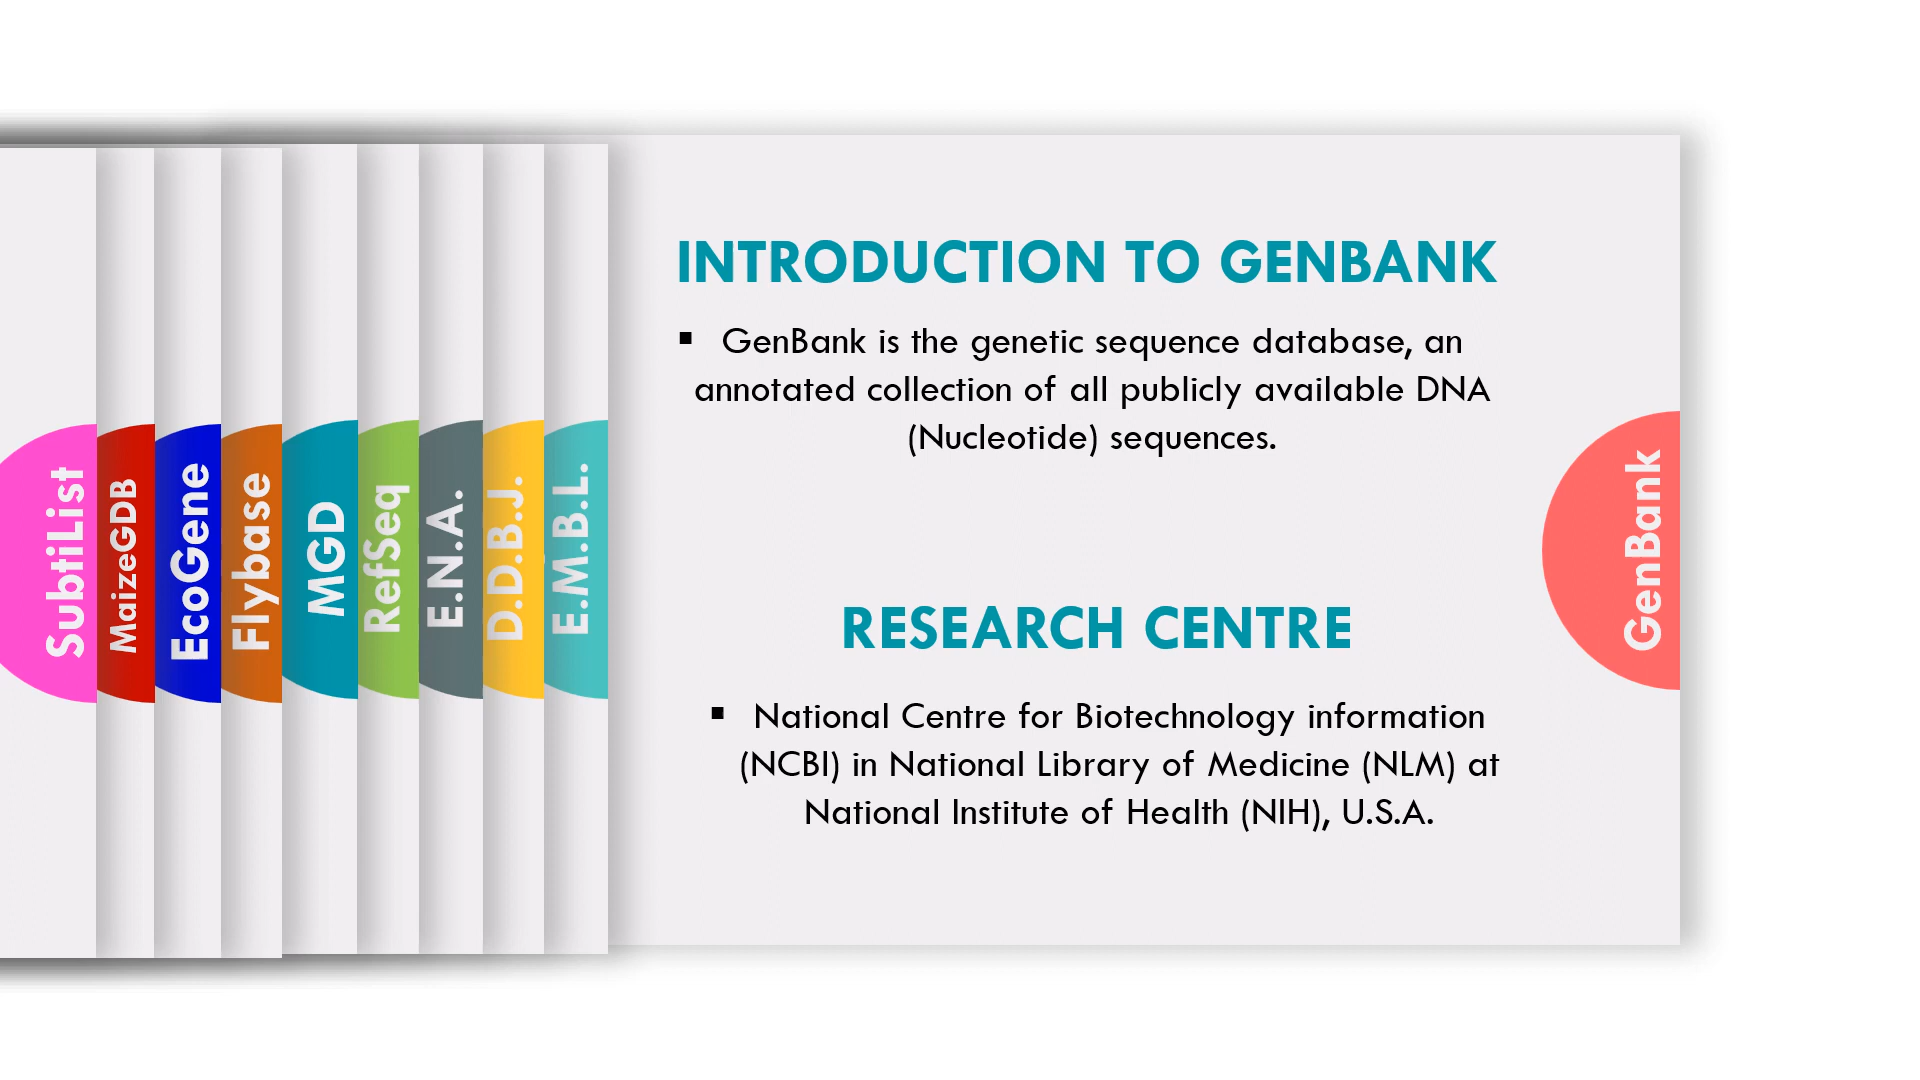 INTRODUCTION TO GENBANK
▪ GenBank is the genetic sequence database, an
annotated collection of all publicly available DNA
(Nucleotide) sequences.
RESEARCH CENTRE
▪ National Centre for Biotechnology information
(NCBI) in National Library of Medicine (NLM) at
National Institute of Health (NIH), U.S.A.
SubtiList
MaizeGDB
EcoGene
Flybase
MGD
RefSeq
E.N.A.
D.D.B.J.
E.M.B.L.
GenBank